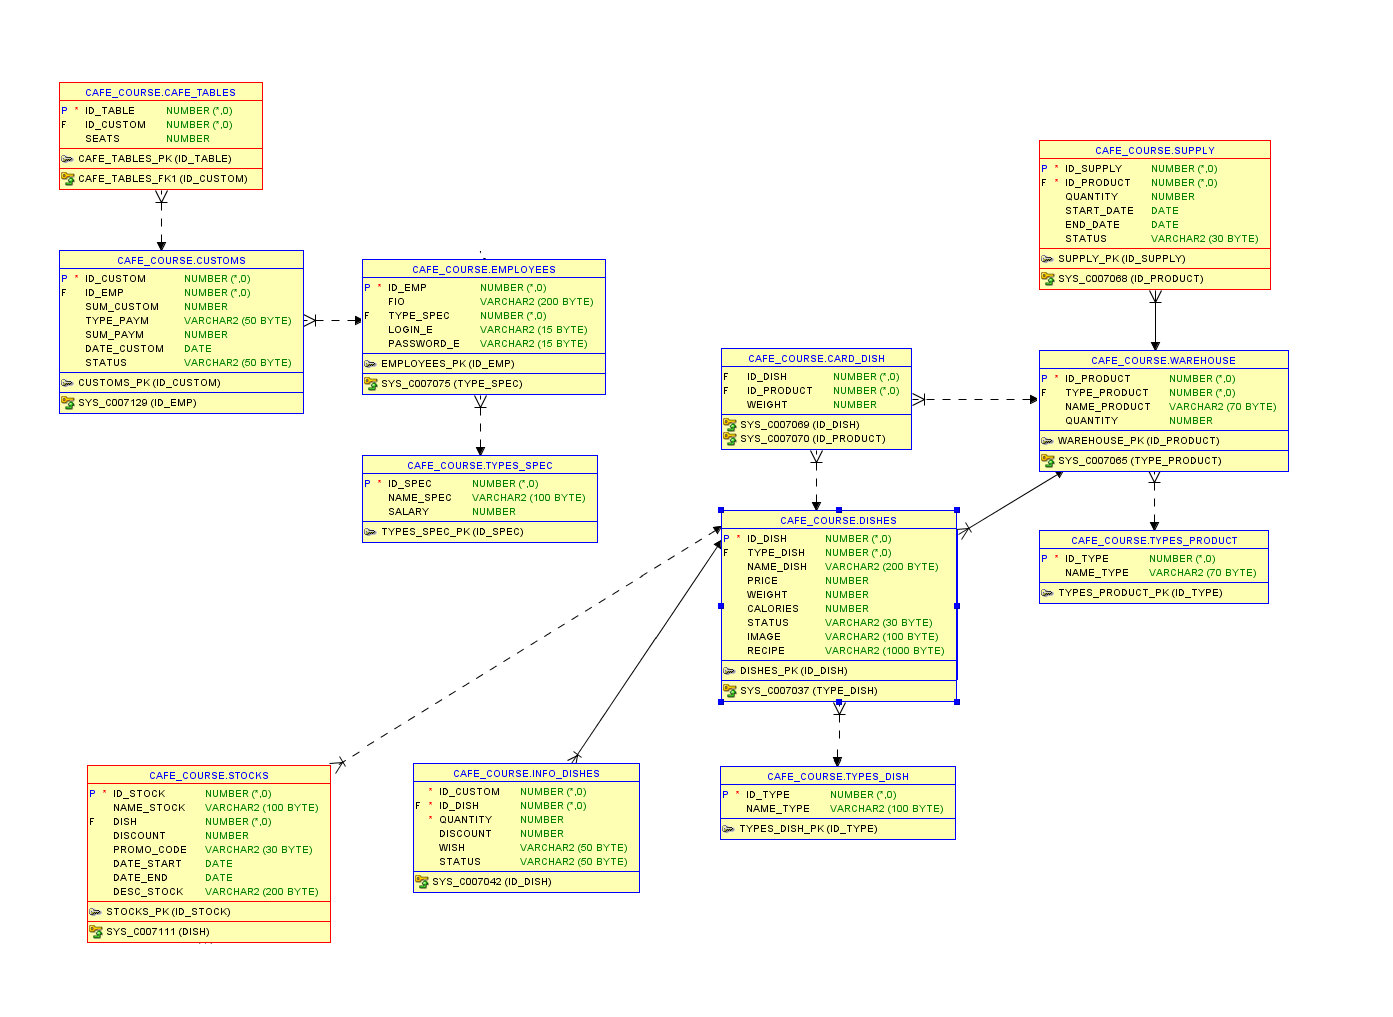 CAFE_COURSE.CAFE_TABLES
P * ID_TABLE NUMBER (*,0)
F ID_CUSTOM NUMBER (*,0)
SEATS NUMBER
CAFE_TABLES_PK (ID_TABLE)
CAFE_TABLES_FK1 (ID_CUSTOM)
CAFE_COURSE.CUSTOMS
P * ID_CUSTOM NUMBER (*,0)
F ID_EMP NUMBER (*,0)
SUM_CUSTOM NUMBER
TYPE_PAYM VARCHAR2 (50 BYTE)
SUM_PAYM NUMBER
DATE_CUSTOM DATE
STATUS VARCHAR2 (50 BYTE)
CUSTOMS_PK (ID_CUSTOM)
SYS_C007129 (ID_EMP)
CAFE_COURSE.EMPLOYEES
P * ID_EMP NUMBER (*,0)
FIO VARCHAR2 (200 BYTE)
F TYPE_SPEC NUMBER (*,0)
LOGIN_E VARCHAR2 (15 BYTE)
PASSWORD_E VARCHAR2 (15 BYTE)
EMPLOYEES_PK (ID_EMP)
SYS_C007075 (TYPE_SPEC)
CAFE_COURSE.TYPES_SPEC
P * ID_SPEC NUMBER (*,0)
NAME_SPEC VARCHAR2 (100 BYTE)
SALARY NUMBER
TYPES_SPEC_PK (ID_SPEC)
CAFE_COURSE.SUPPLY
P * ID_SUPPLY NUMBER (*,0)
F * ID_PRODUCT NUMBER (*,0)
QUANTITY NUMBER
START_DATE DATE
END_DATE DATE
STATUS VARCHAR2 (30 BYTE)
SUPPLY_PK (ID_SUPPLY)
SYS_C007068 (ID_PRODUCT)
CAFE_COURSE.CARD_DISH
F ID_DISH NUMBER (*,0)
F ID_PRODUCT NUMBER (*,0)
WEIGHT NUMBER
SYS_C007069 (ID_DISH)
SYS_C007070 (ID_PRODUCT)
CAFE_COURSE.WAREHOUSE
P * ID_PRODUCT NUMBER (*,0)
F TYPE_PRODUCT NUMBER (*,0)
NAME_PRODUCT VARCHAR2 (70 BYTE)
QUANTITY NUMBER
WAREHOUSE_PK (ID_PRODUCT)
SYS_C007065 (TYPE_PRODUCT)
CAFE_COURSE.DISHES
P * ID_DISH NUMBER (*,0)
F TYPE_DISH NUMBER (*,0)
NAME_DISH VARCHAR2 (200 BYTE)
PRICE NUMBER
WEIGHT NUMBER
CALORIES NUMBER
STATUS VARCHAR2 (30 BYTE)
IMAGE VARCHAR2 (100 BYTE)
RECIPE VARCHAR2 (1000 BYTE)
DISHES_PK (ID_DISH)
SYS_C007037 (TYPE_DISH)
CAFE_COURSE.TYPES_PRODUCT
P * ID_TYPE NUMBER (*,0)
NAME_TYPE VARCHAR2 (70 BYTE)
TYPES_PRODUCT_PK (ID_TYPE)
CAFE_COURSE.STOCKS
P * ID_STOCK NUMBER (*,0)
NAME_STOCK VARCHAR2 (100 BYTE)
F DISH NUMBER (*,0)
DISCOUNT NUMBER
PROMO_CODE VARCHAR2 (30 BYTE)
DATE_START DATE
DATE_END DATE
DESC_STOCK VARCHAR2 (200 BYTE)
STOCKS_PK (ID_STOCK)
SYS_C007111 (DISH)
CAFE_COURSE.INFO_DISHES
* ID_CUSTOM NUMBER (*,0)
F * ID_DISH NUMBER (*,0)
* QUANTITY NUMBER
DISCOUNT NUMBER
WISH VARCHAR2 (50 BYTE)
STATUS VARCHAR2 (50 BYTE)
SYS_C007042 (ID_DISH)
CAFE_COURSE.TYPES_DISH
P * ID_TYPE NUMBER (*,0)
NAME_TYPE VARCHAR2 (100 BYTE)
TYPES_DISH_PK (ID_TYPE)